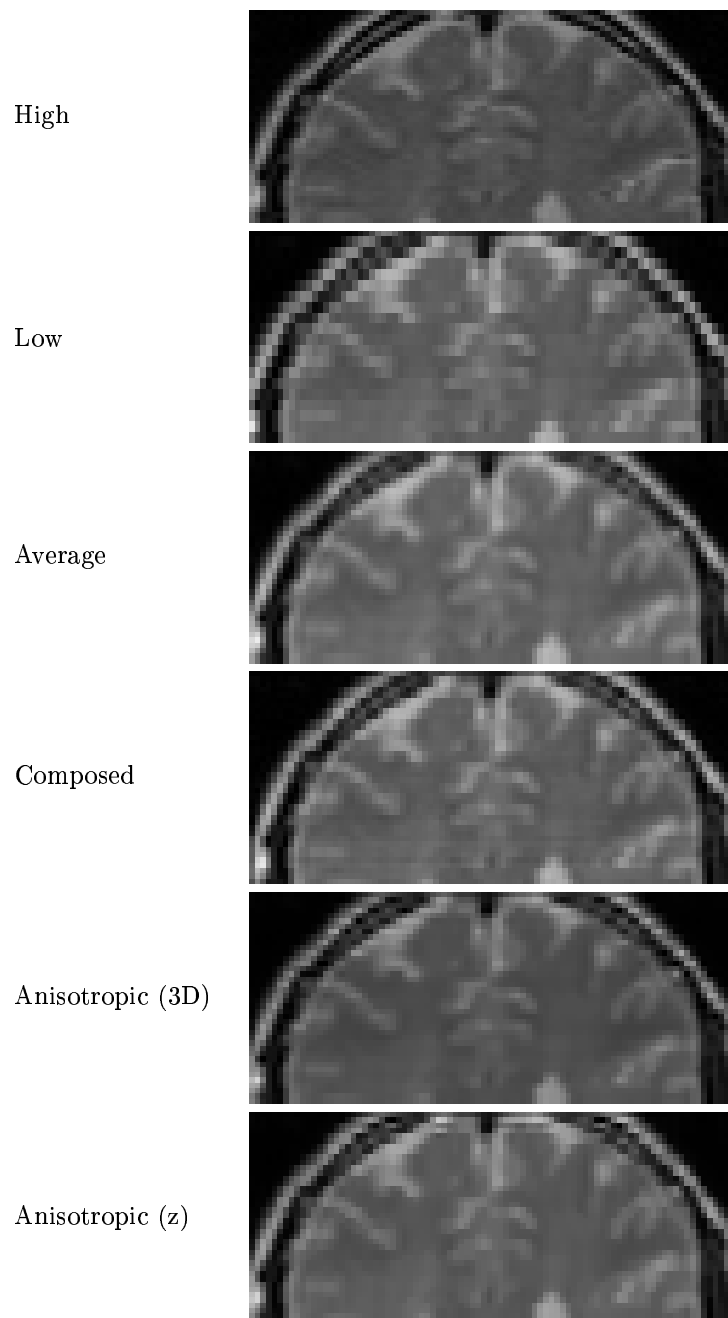 High
Low
Average
Composed
Anisotropic (3D)
Anisotropic (z)